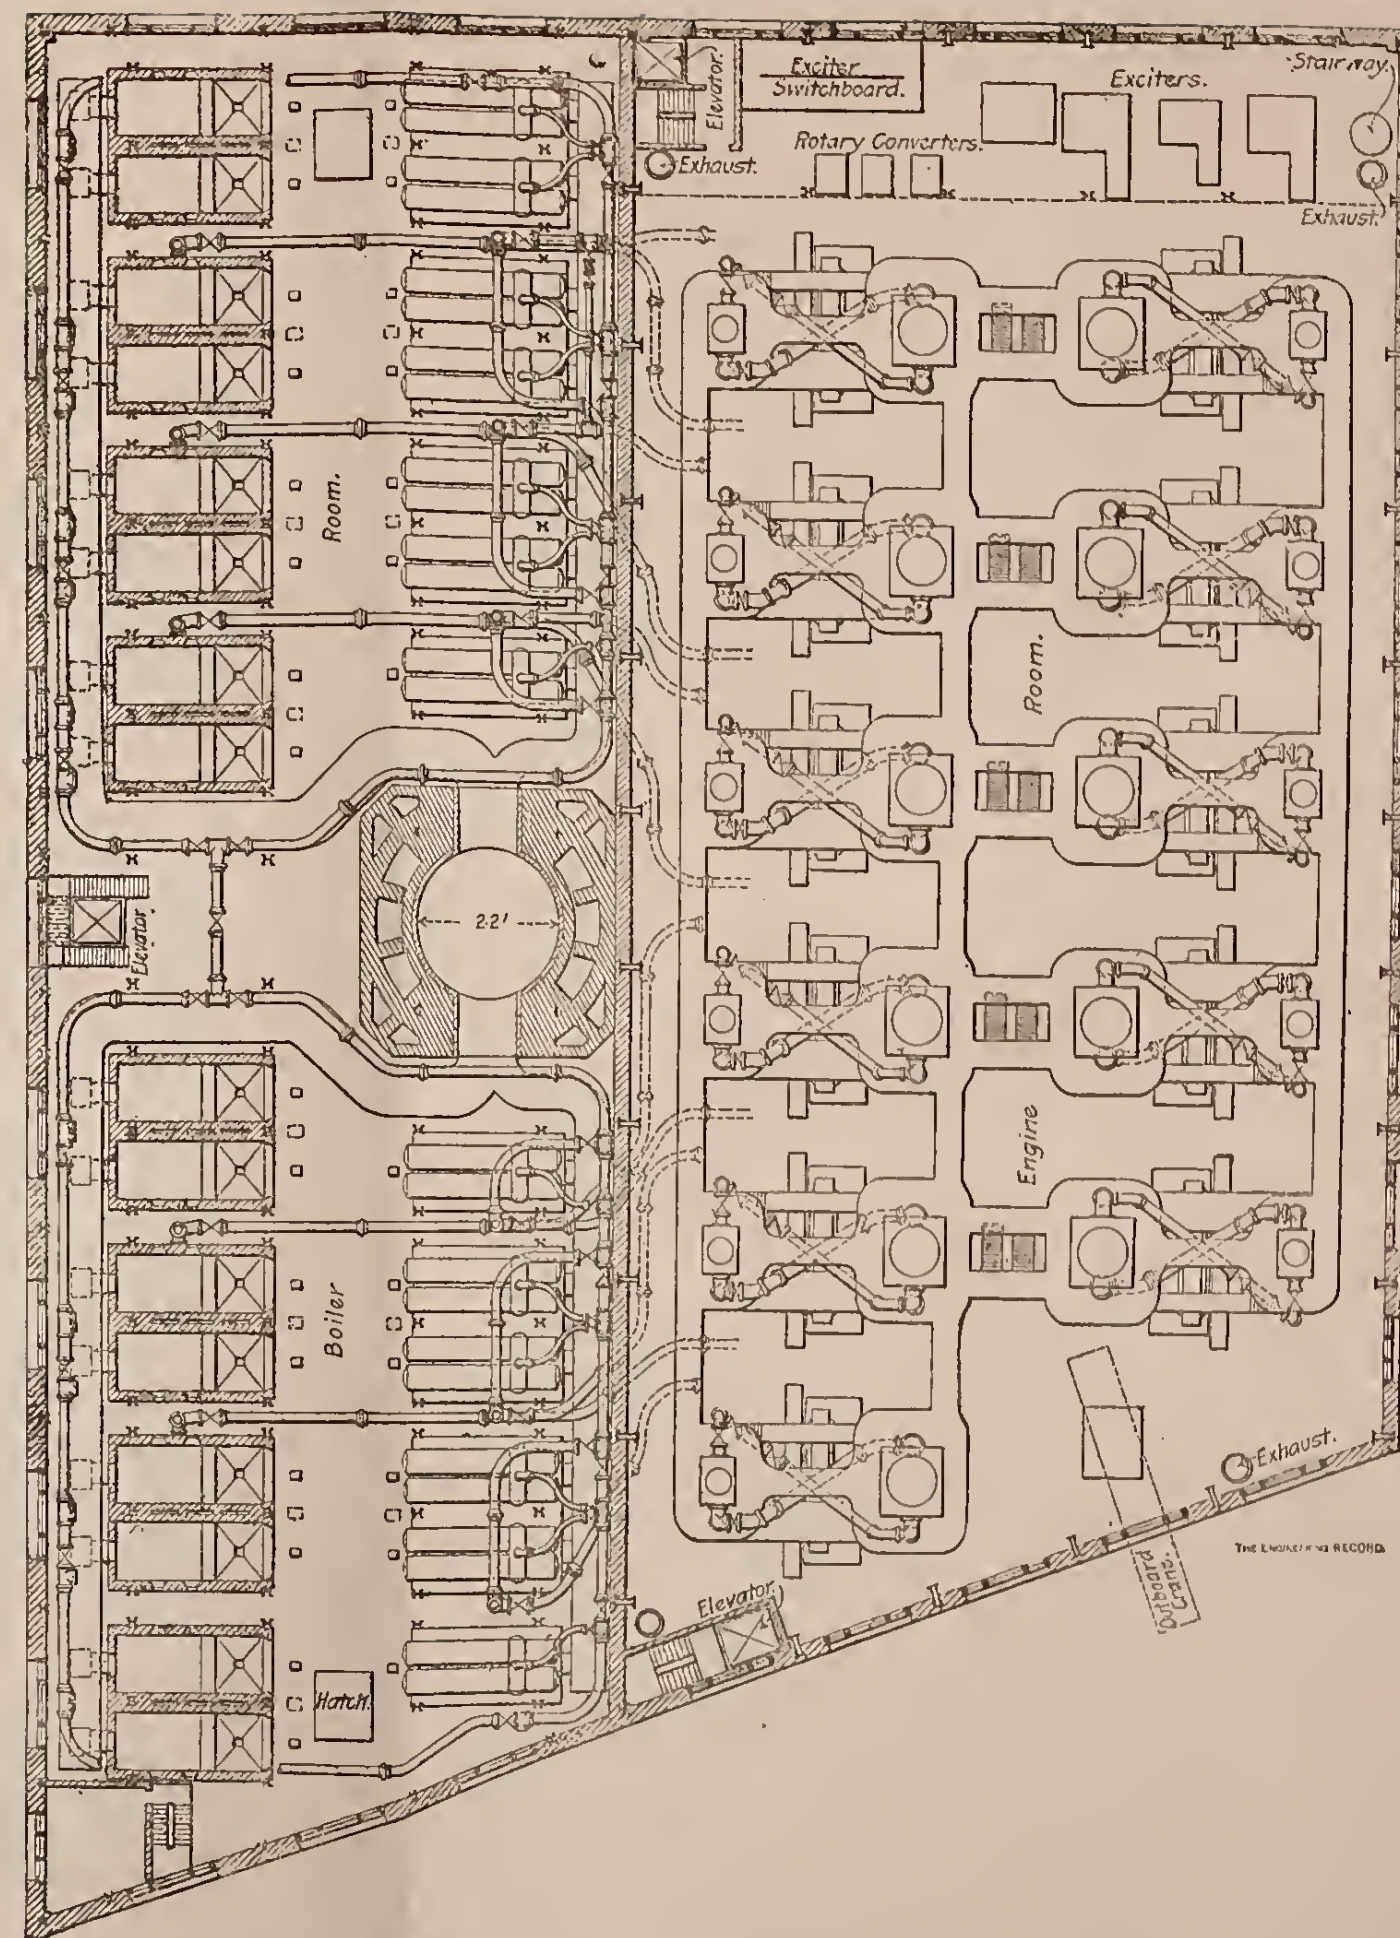 Elevator.
Exciter
Switchboard.
Exciters.
Stairway.
Rotary Converters.
Exhaust.
Exhaust.
Room.
Room.
22'
Elevator.
Engine
Boiler
Exhaust.
THE ENGINEERING RECORD.
Outboard
Crane.
Elevator.
Hatch.